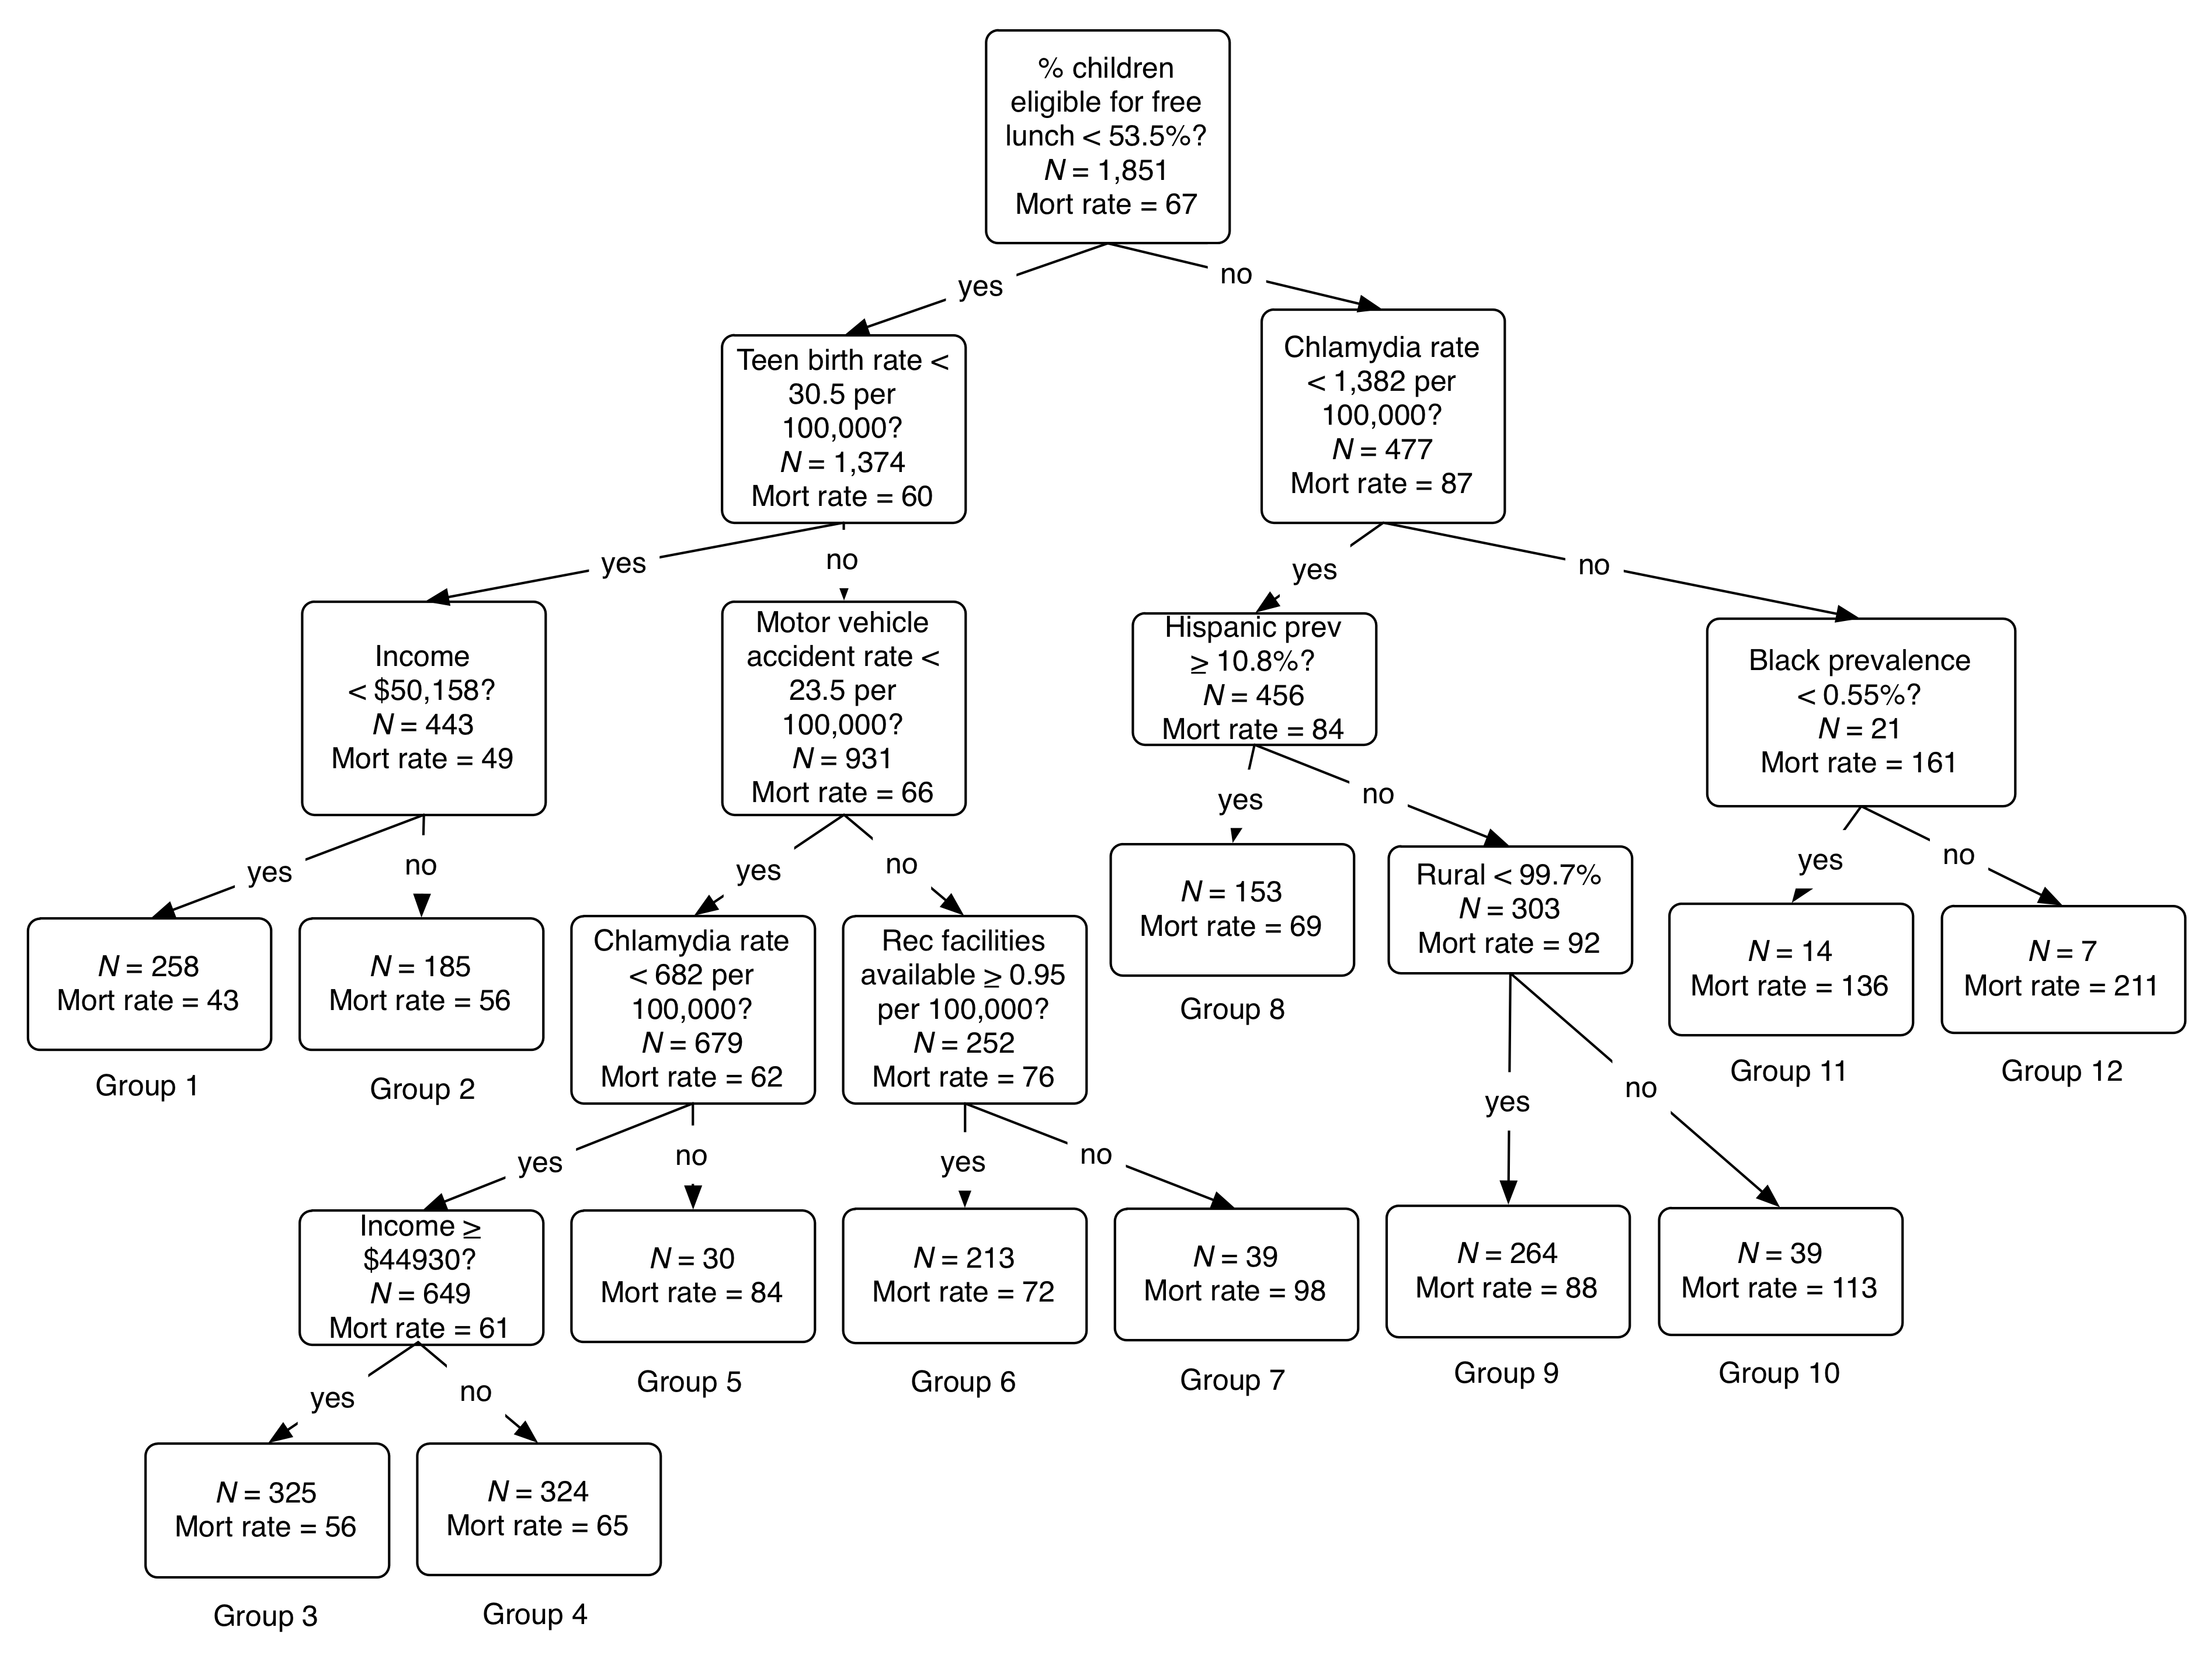 % children
eligible for free
lunch < 53.5%?
N = 1,851
Mort rate = 67
yes
no
Teen birth rate <
30.5 per
100,000?
N = 1,374
Mort rate = 60
Chlamydia rate
< 1,382 per
100,000?
N = 477
Mort rate = 87
yes
no
yes
no
Income
< $50,158?
N = 443
Mort rate = 49
Motor vehicle
accident rate <
23.5 per
100,000?
N = 931
Mort rate = 66
Hispanic prev
≥ 10.8%?
N = 456
Mort rate = 84
Black prevalence
< 0.55%?
N = 21
Mort rate = 161
yes
no
yes
no
yes
no
yes
no
N = 258
Mort rate = 43
Group 1
N = 185
Mort rate = 56
Group 2
Chlamydia rate
< 682 per
100,000?
N = 679
Mort rate = 62
Rec facilities
available ≥ 0.95
per 100,000?
N = 252
Mort rate = 76
N = 153
Mort rate = 69
Group 8
Rural < 99.7%
N = 303
Mort rate = 92
N = 14
Mort rate = 136
Group 11
N = 7
Mort rate = 211
Group 12
yes
no
yes
no
yes
no
Income ≥
$44930?
N = 649
Mort rate = 61
N = 30
Mort rate = 84
Group 5
N = 213
Mort rate = 72
Group 6
N = 39
Mort rate = 98
Group 7
N = 264
Mort rate = 88
Group 9
N = 39
Mort rate = 113
Group 10
yes
no
N = 325
Mort rate = 56
Group 3
N = 324
Mort rate = 65
Group 4